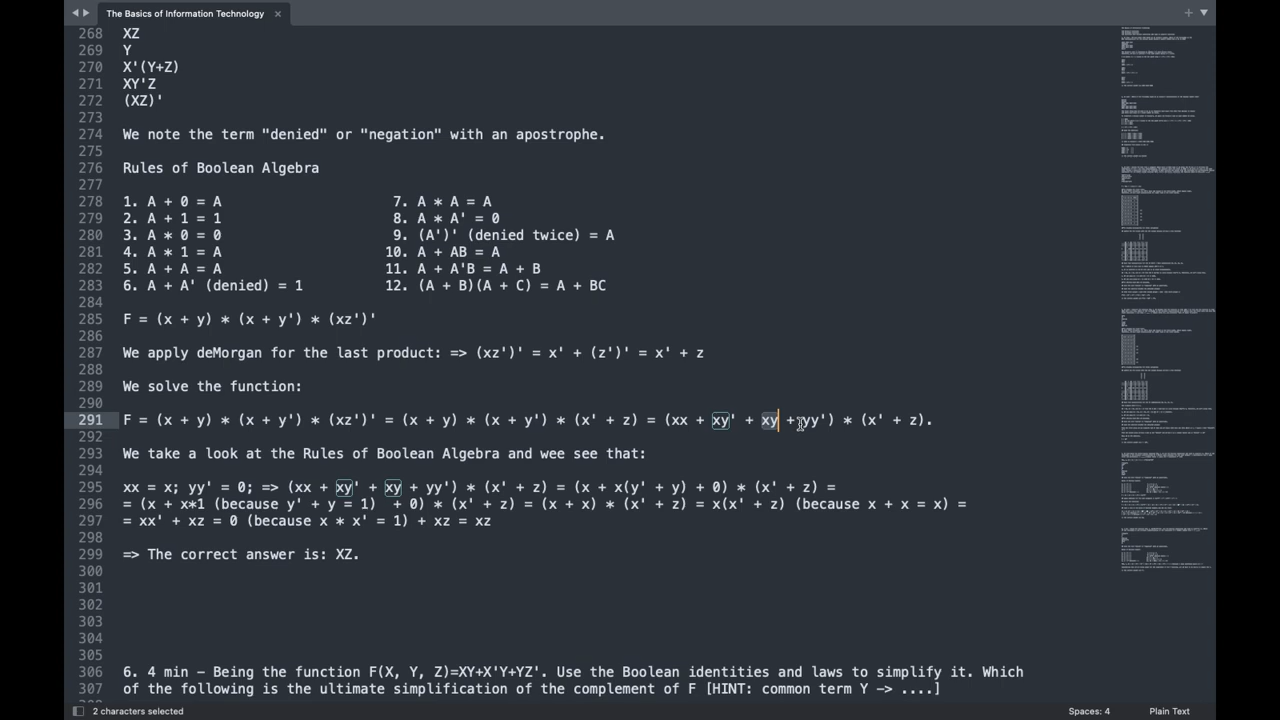 The Basics of Information Technology
268 XZ
269 Y
270 X'(Y+Z)
271 XY'Z
272 (XZ)'
273
274 We note the term "denied" or "negation" with an apostrophe.
275
276 Rules of Boolean Algebra
277
278 1. A + 0 = A 7. A * A = A
279 2. A + 1 = 1 8. A * A' = 0
280 3. A * 0 = 0 9. (A')' (denied twice) = A
281 4. A * 1 = A 10. A + AB = A
282 5. A + A = A 11. A + A'B = A + B
283 6. A + A' (denied) = 1 12. (A + B)(A + C) = A + BC
284
285 F = (x + y) * (x + y') * (xz')'
286
287 We apply deMorgan for the last product: => (xz')' = x' + (z')' = x' + z
288
289 We solve the function:
290
291 F = (x + y) * (x + y') * (xz')' = (x + y) * (x + y') * (x' + z) = (xx + xy' + xy + yy') * (x' + z).
292
293 We take a look at the Rules of Boolean Algebra and wee see that:
294
295 xx = x; yy' = 0;=> (xx + xy' + xy + yy') * (x' + z) = (x + x(y' + y) + 0) * (x' + z) =
296 = (x + x*1 (because y' + y = 1) + 0)*(x' + z) = (x + x) * (x' + z) = x(x' + z) (because x + x = x) =
297 = xx' + xz = 0 (because x * x' = 1) + xz = xz
298
299 => The correct answer is: XZ.
300
301
302
303
304
305
306 6. 4 min – Being the function F(X, Y, Z)=XY+X'Y+YZ'. Use the Boolean identities and laws to simplify it. Which
307 of the following is the ultimate simplification of the complement of F [HINT: common term Y -> ....]
2 characters selected Spaces: 4 Plain Text